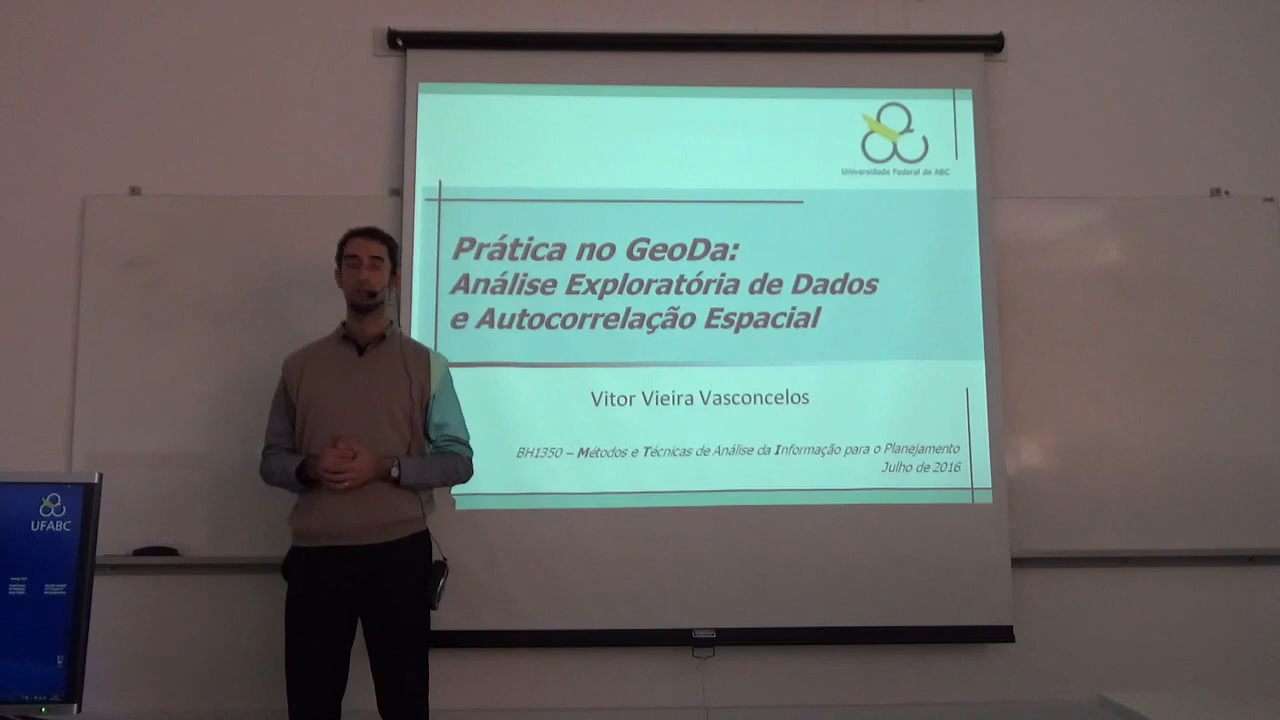 Universidade Federal do ABC
Prática no GeoDa:
Análise Exploratória de Dados
e Autocorrelação Espacial
Vitor Vieira Vasconcelos
BH1350 – Métodos e Técnicas de Análise da Informação para o Planejamento
Julho de 2016
UFABC